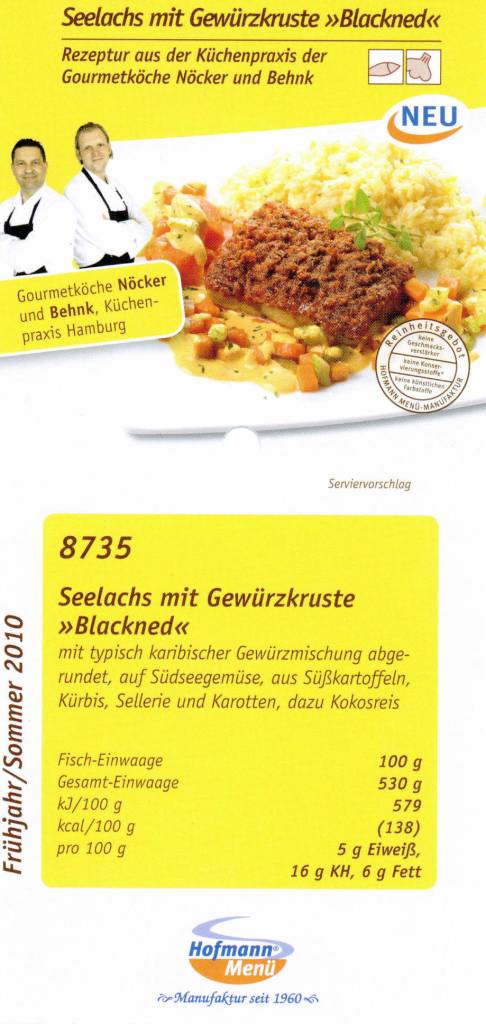 Seelachs mit Gewürzkruste »Blackned«
Rezeptur aus der Küchenpraxis der
Gourmetköche Nöcker und Behnk
NEU
Gourmetköche Nöcker
und Behnk, Küchen-
praxis Hamburg
Reinheitsgebot
keine
Geschmacks-
verstärker
keine Konser-
vierungsstoffe*
keine künstlichen
Farbstoffe
HOFMANN MENÜ-MANUFAKTUR
Serviervorschlag
8735
Seelachs mit Gewürzkruste
»Blackned«
mit typisch karibischer Gewürzmischung abge-
rundet, auf Südseegemüse, aus Süßkartoffeln,
Kürbis, Sellerie und Karotten, dazu Kokosreis
Fisch-Einwaage 100 g
Gesamt-Einwaage 530 g
kJ/100 g 579
kcal/100 g (138)
pro 100 g 5 g Eiweiß,
16 g KH, 6 g Fett
Frühjahr/Sommer 2010
Hofmann®
Menü
Manufaktur seit 1960